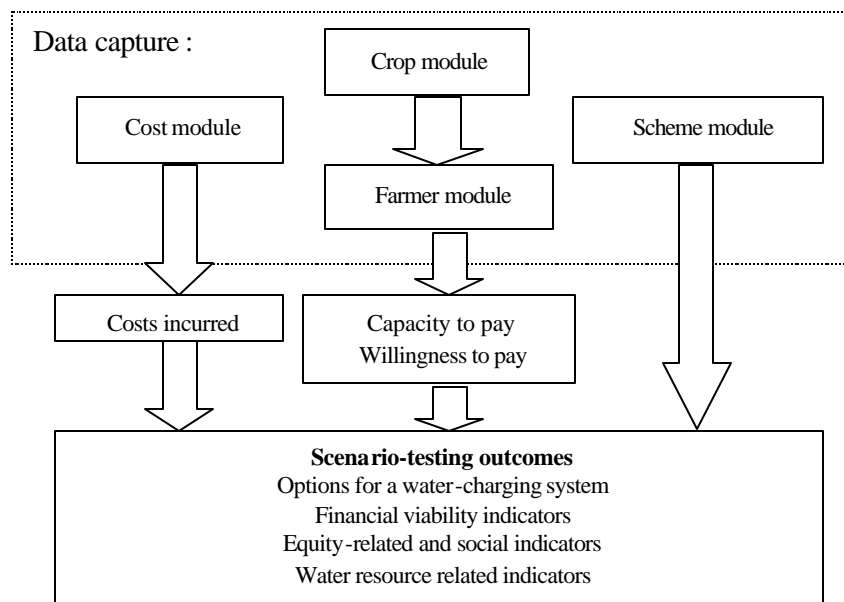 Data capture :
Crop module
Cost module
Scheme module
Farmer module
Costs incurred
Capacity to pay
Willingness to pay
Scenario-testing outcomes
Options for a water-charging system
Financial viability indicators
Equity-related and social indicators
Water resource related indicators